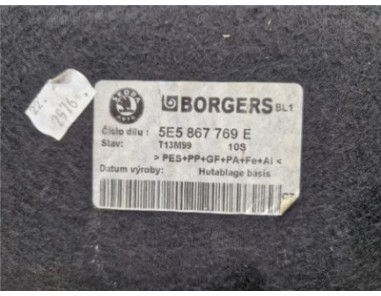 BORGERS BL1
Číslo dílu : 5E5 867 769 E
Stav: T13M99 10S
> PES+PP+GF+PA+Fe+Al <
Datum výroby: Hutablage basis